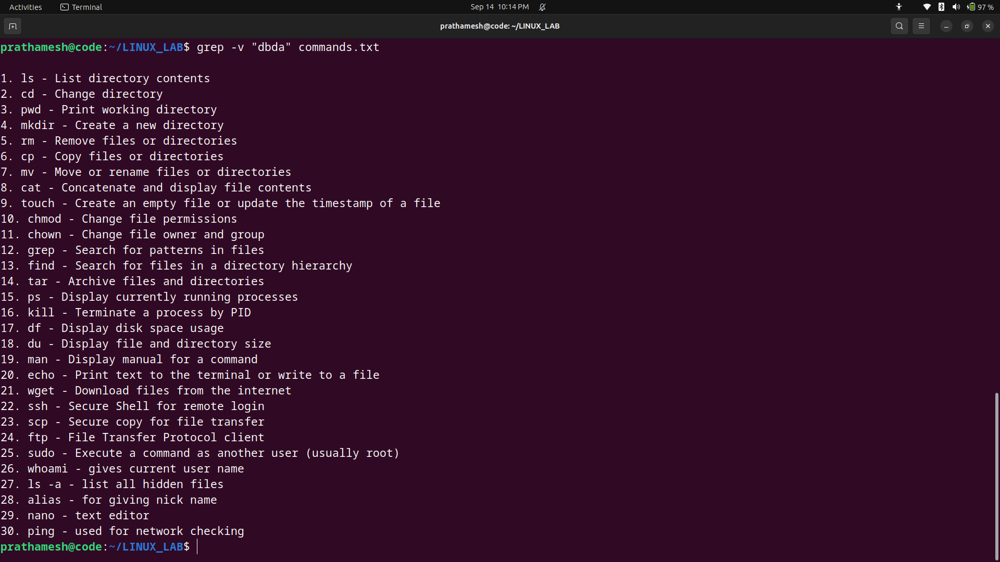 Activities Terminal Sep 14 10:14 PM 97 %
prathamesh@code: ~/LINUX_LAB
prathamesh@code:~/LINUX_LAB$ grep -v "dbda" commands.txt
1. ls - List directory contents
2. cd - Change directory
3. pwd - Print working directory
4. mkdir - Create a new directory
5. rm - Remove files or directories
6. cp - Copy files or directories
7. mv - Move or rename files or directories
8. cat - Concatenate and display file contents
9. touch - Create an empty file or update the timestamp of a file
10. chmod - Change file permissions
11. chown - Change file owner and group
12. grep - Search for patterns in files
13. find - Search for files in a directory hierarchy
14. tar - Archive files and directories
15. ps - Display currently running processes
16. kill - Terminate a process by PID
17. df - Display disk space usage
18. du - Display file and directory size
19. man - Display manual for a command
20. echo - Print text to the terminal or write to a file
21. wget - Download files from the internet
22. ssh - Secure Shell for remote login
23. scp - Secure copy for file transfer
24. ftp - File Transfer Protocol client
25. sudo - Execute a command as another user (usually root)
26. whoami - gives current user name
27. ls -a - list all hidden files
28. alias - for giving nick name
29. nano - text editor
30. ping - used for network checking
prathamesh@code:~/LINUX_LAB$